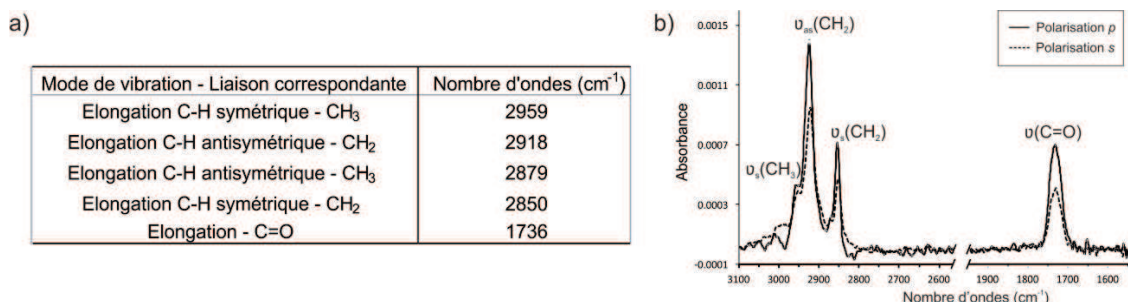 a)
Mode de vibration - Liaison correspondante Nombre d'ondes (cm⁻¹)
Elongation C-H symétrique - CH₃ 2959
Elongation C-H antisymétrique - CH₂ 2918
Elongation C-H antisymétrique - CH₃ 2879
Elongation C-H symétrique - CH₂ 2850
Elongation - C=O 1736
b)
υas(CH₂)
Polarisation p
Polarisation s
υs(CH₃)
υs(CH₂)
υ(C=O)
Absorbance
0.0015
0.0011
0.0007
0.0003
-0.0001
3100 3000 2900 2800 2700 2600 1900 1800 1700 1600
Nombre d'ondes (cm⁻¹)